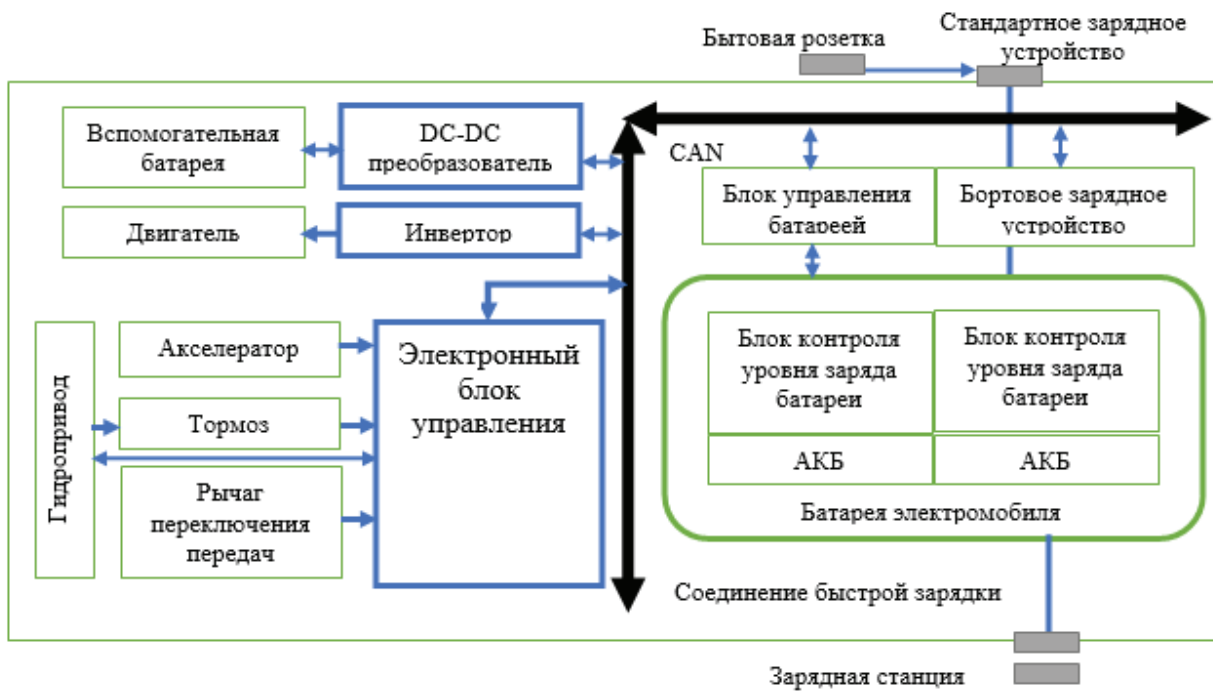 Бытовая розетка
Стандартное зарядное
устройство
Вспомогательная
батарея
DC-DC
преобразователь
CAN
Блок управления
батареей
Бортовое зарядное
устройство
Двигатель
Инвертор
Гидропривод
Акселератор
Тормоз
Рычаг
переключения
передач
Электронный
блок
управления
Блок контроля
уровня заряда
батареи
Блок контроля
уровня заряда
батареи
АКБ
АКБ
Батарея электромобиля
Соединение быстрой зарядки
Зарядная станция